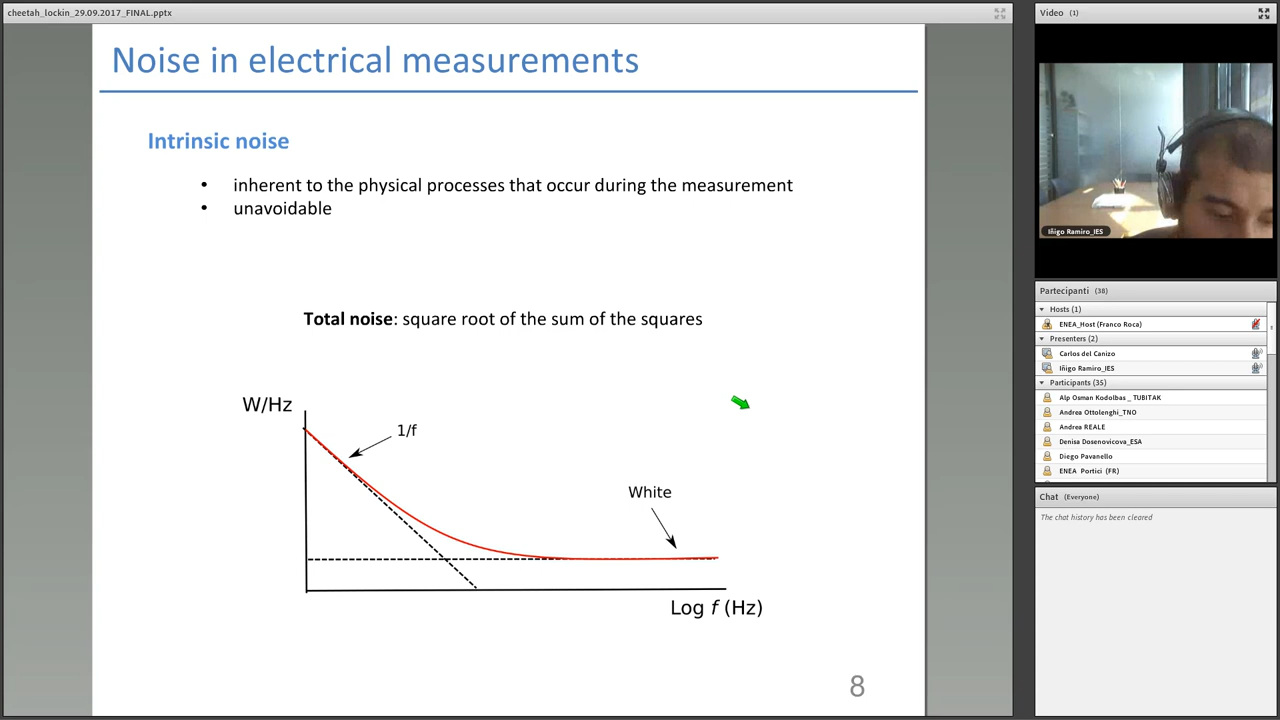 cheetah_lockin_29.09.2017_FINAL.pptx
Noise in electrical measurements
Intrinsic noise
• inherent to the physical processes that occur during the measurement
• unavoidable
Total noise: square root of the sum of the squares
W/Hz
1/f
White
Log f (Hz)
8
Video (1)
Iñigo Ramiro_IES
Partecipanti (38)
Hosts (1)
ENEA_Host (Franco Roca)
Presenters (2)
Carlos del Canizo
Iñigo Ramiro_IES
Participants (35)
Alp Osman Kodolbas _ TUBITAK
Andrea Ottolenghi_TNO
Andrea REALE
Denisa Dosenovicova_ESA
Diego Pavanello
ENEA Portici (FR)
Chat (Everyone)
The chat history has been cleared